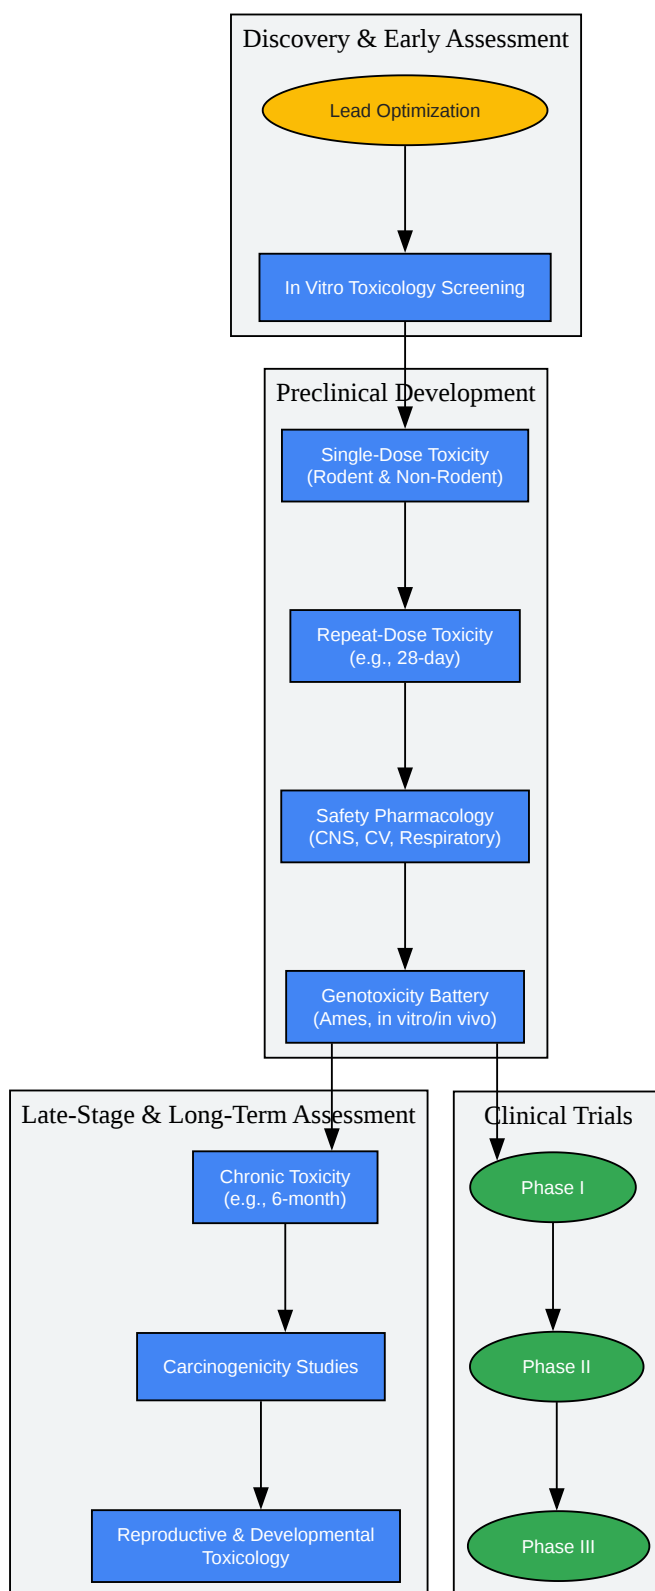 Discovery & Early Assessment
Lead Optimization
In Vitro Toxicology Screening
Preclinical Development
Single-Dose Toxicity
(Rodent & Non-Rodent)
Repeat-Dose Toxicity
(e.g., 28-day)
Safety Pharmacology
(CNS, CV, Respiratory)
Genotoxicity Battery
(Ames, in vitro/in vivo)
Late-Stage & Long-Term Assessment
Chronic Toxicity
(e.g., 6-month)
Carcinogenicity Studies
Reproductive & Developmental
Toxicology
Clinical Trials
Phase I
Phase II
Phase III